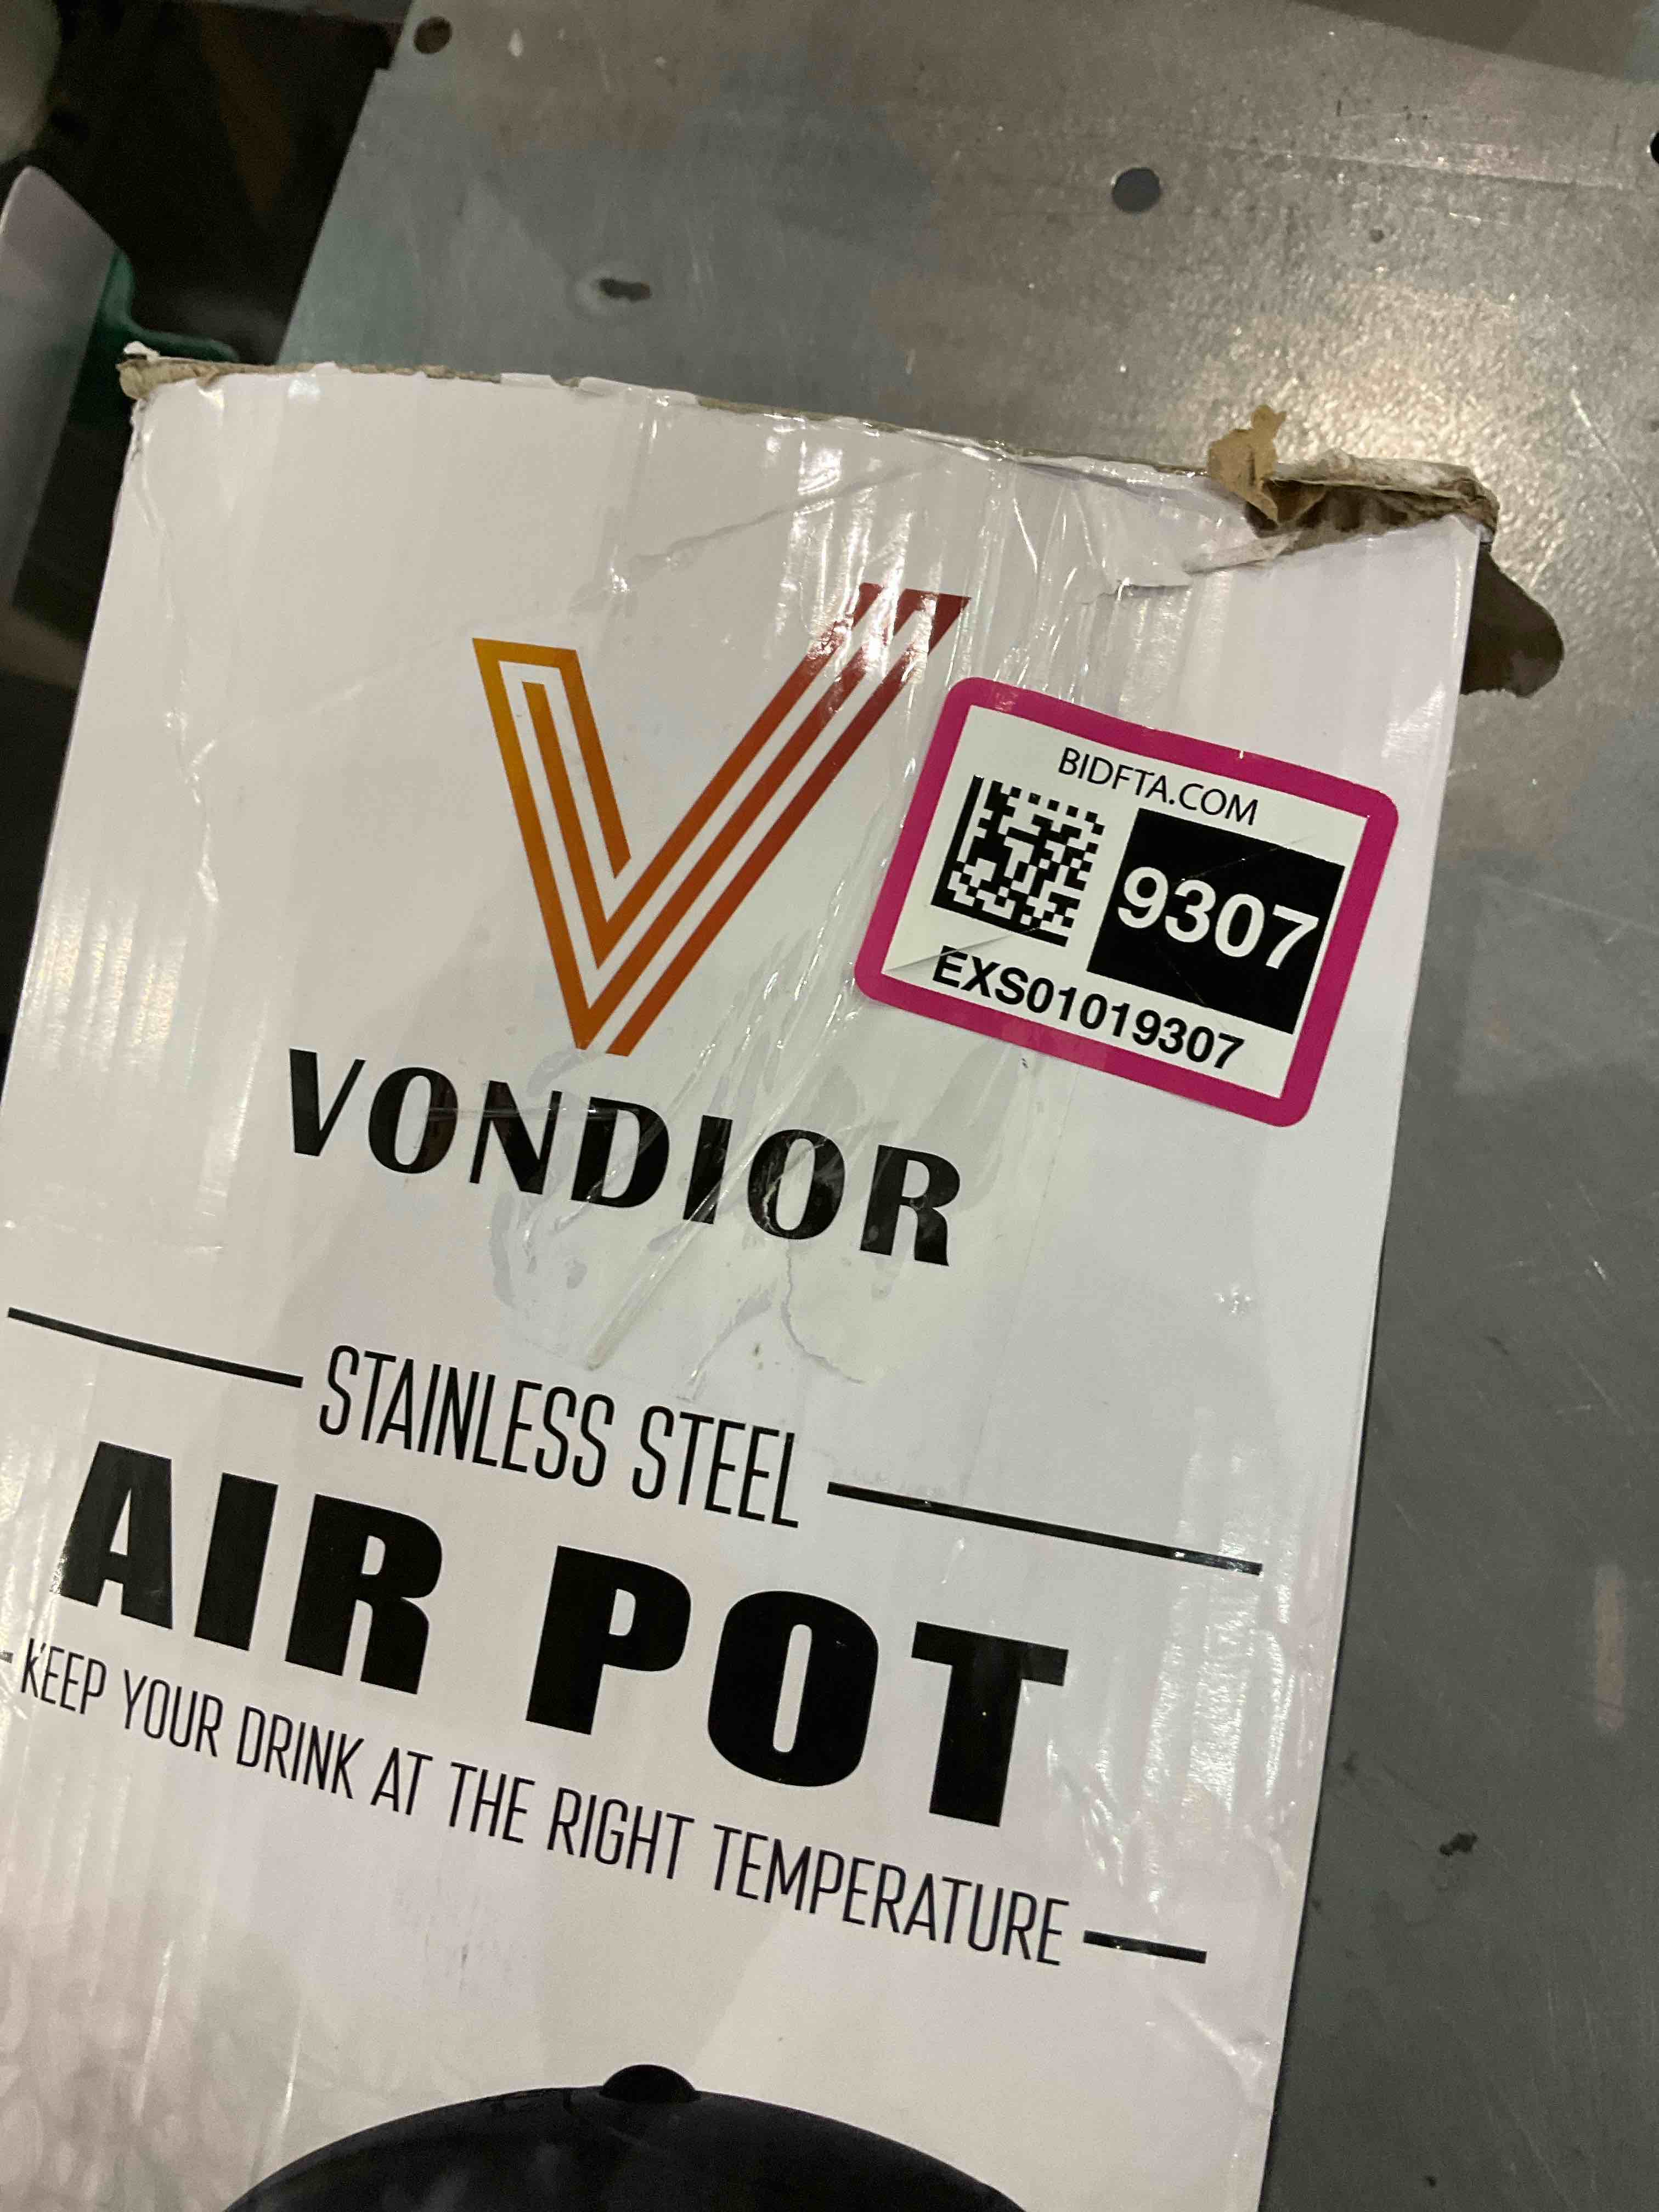 BIDFTA.COM
9307
EXS01019307
VONDIOR
STAINLESS STEEL
AIR POT
KEEP YOUR DRINK AT THE RIGHT TEMPERATURE